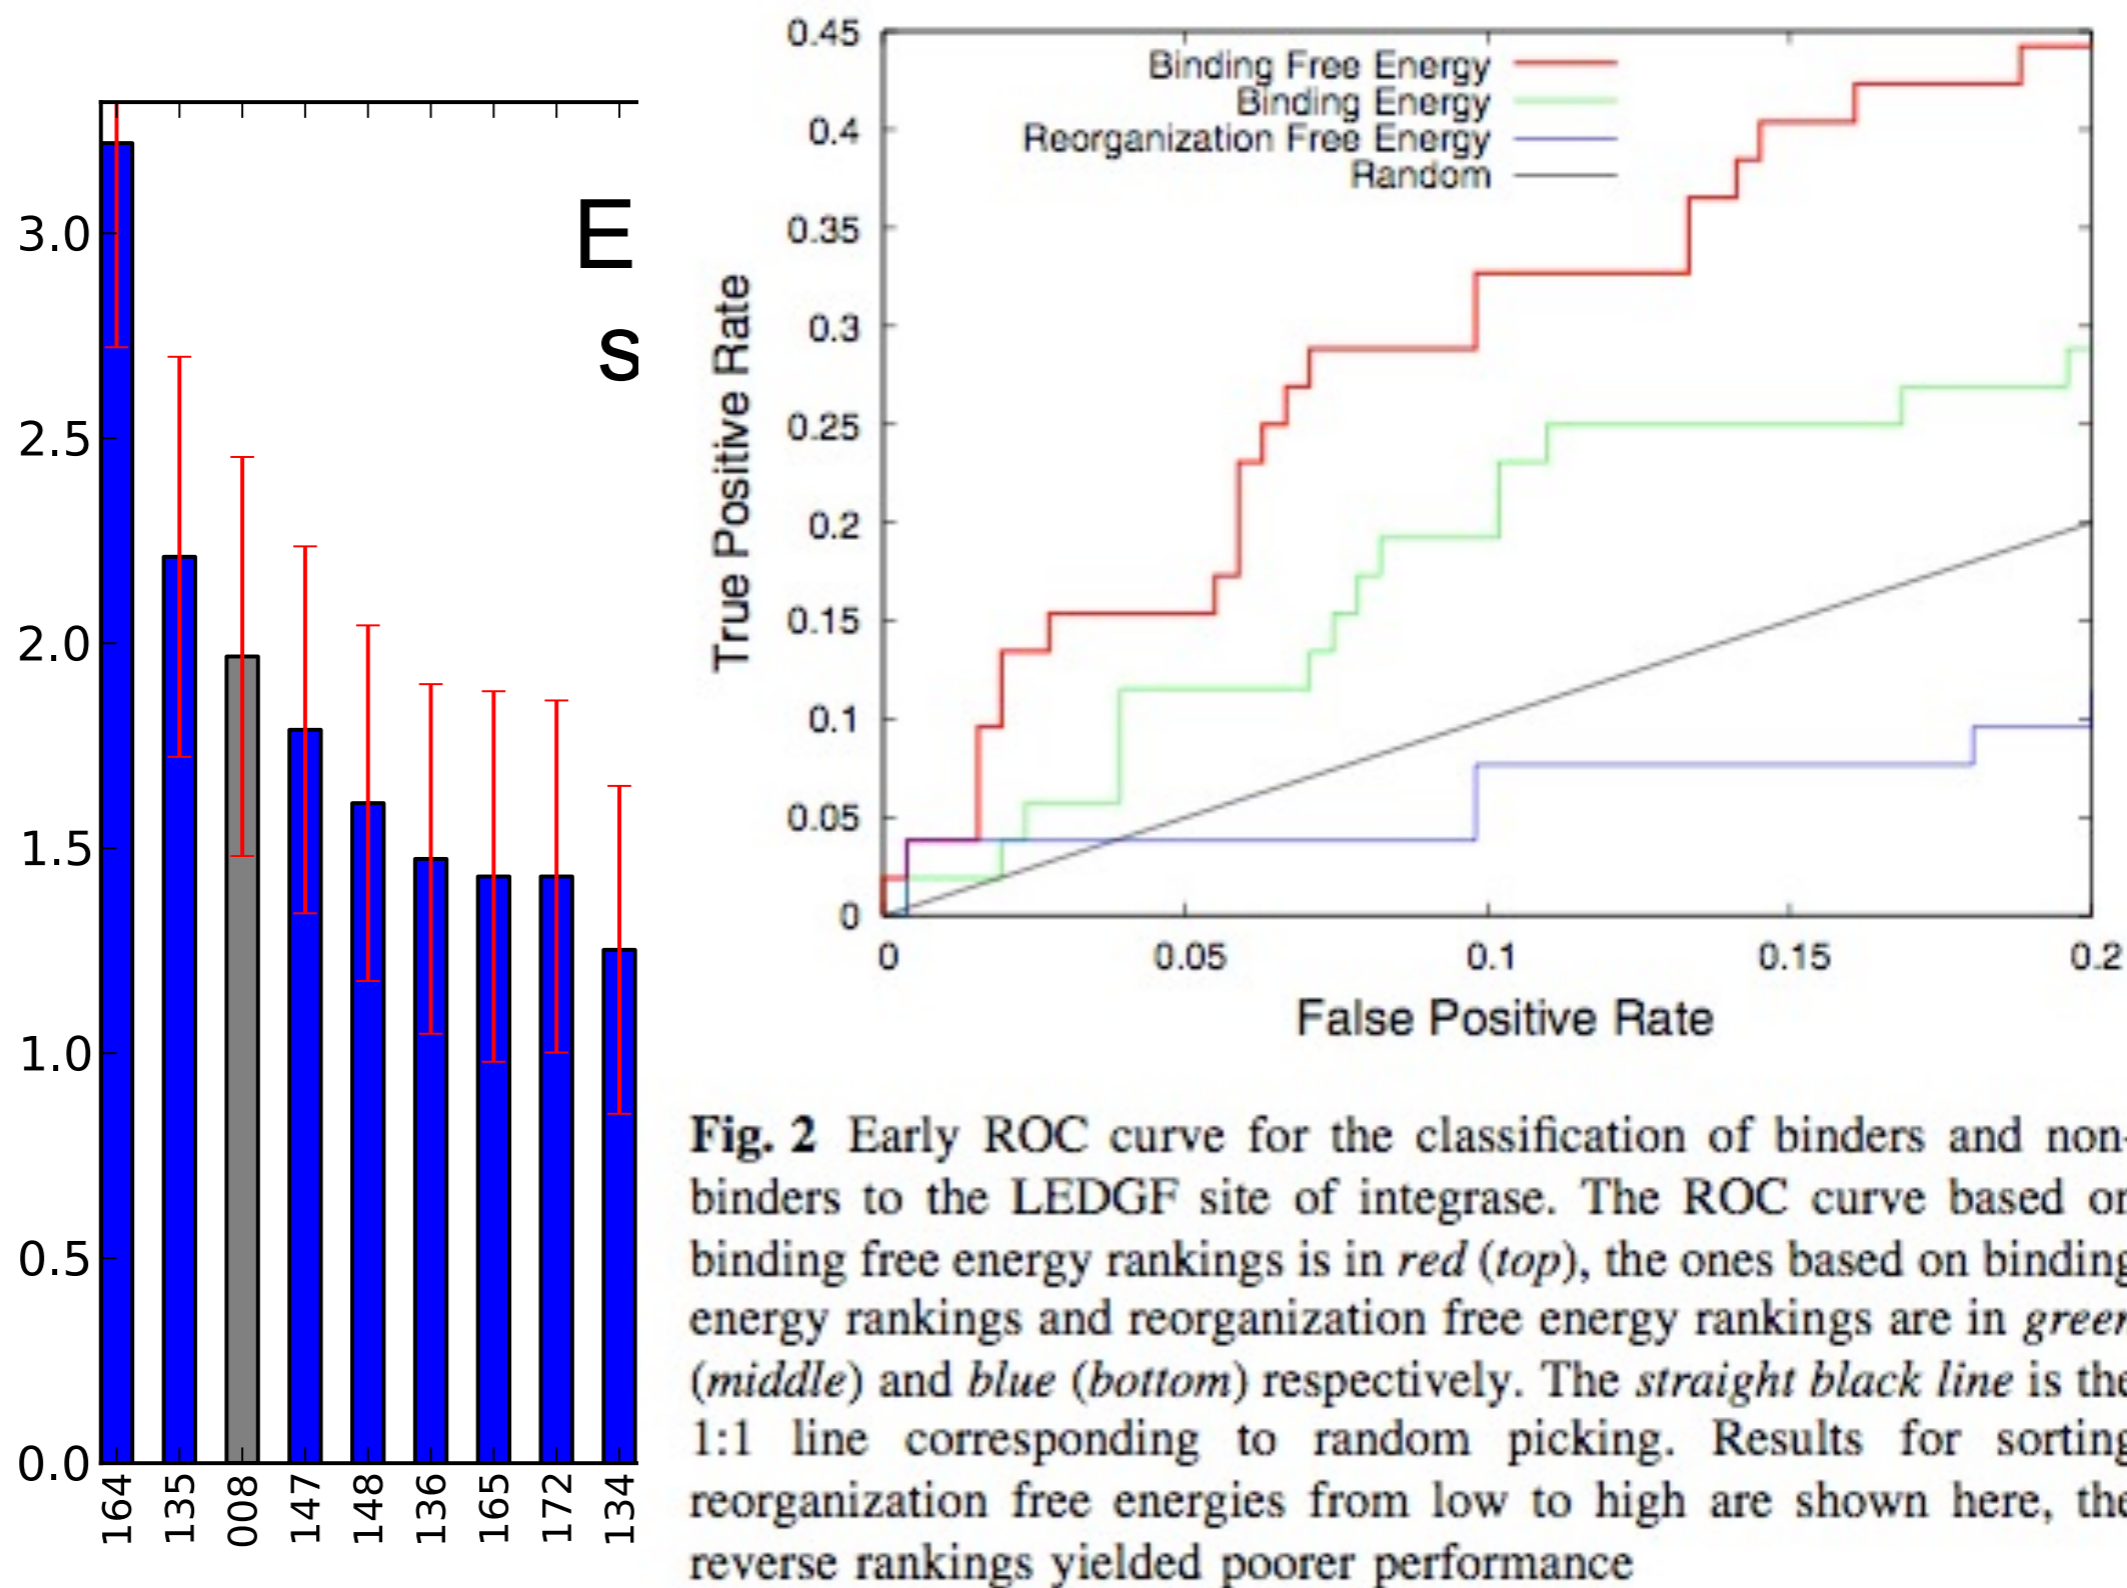 3.0
2.5
2.0
1.5
1.0
0.5
0.0
164 135 008 147 148 136 165 172 134
E
s
0.45
0.4
0.35
0.3
0.25
0.2
0.15
0.1
0.05
0
True Positive Rate
Binding Free Energy
Binding Energy
Reorganization Free Energy
Random
0 0.05 0.1 0.15 0.2
False Positive Rate
Fig. 2 Early ROC curve for the classification of binders and non-
binders to the LEDGF site of integrase. The ROC curve based on
binding free energy rankings is in red (top), the ones based on binding
energy rankings and reorganization free energy rankings are in green
(middle) and blue (bottom) respectively. The straight black line is the
1:1 line corresponding to random picking. Results for sorting
reorganization free energies from low to high are shown here, the
reverse rankings yielded poorer performance